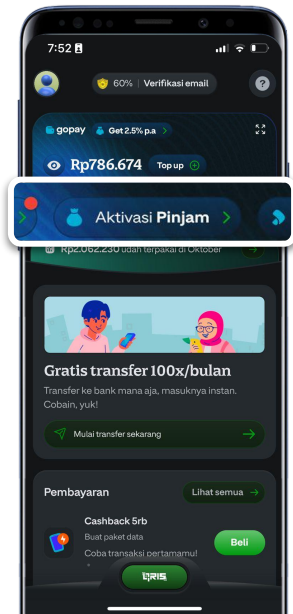 7:52
60% | Verifikasi email
?
gopay Get 2.5% p.a >
Rp786.674 Top up
Aktivasi Pinjam >
Rp2.062.230 udah terpakai di Oktober
Gratis transfer 100x/bulan
Transfer ke bank mana aja, masuknya instan.
Cobain, yuk!
Mulai transfer sekarang
Pembayaran Lihat semua
Cashback 5rb
Buat paket data
Coba transaksi pertamamu!
Beli
QRIS